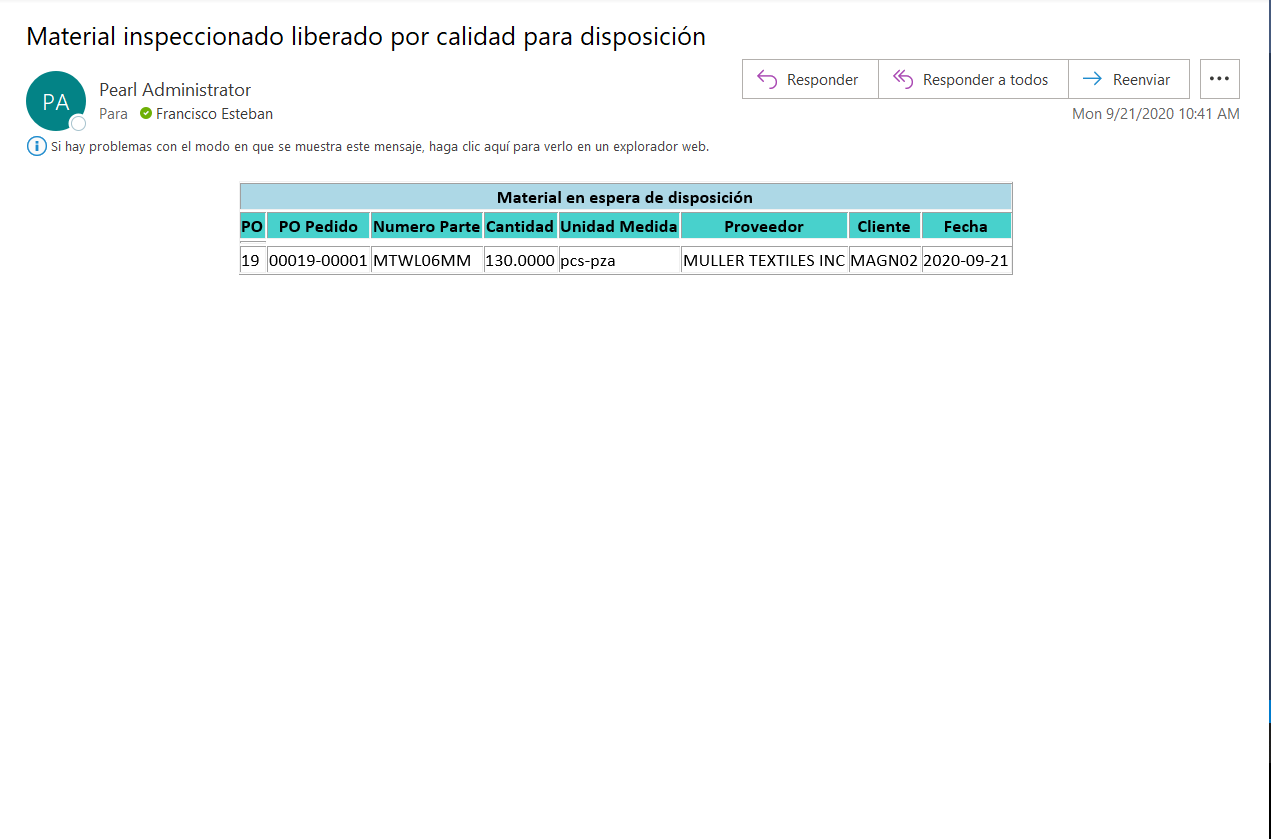 Material inspeccionado liberado por calidad para disposición
PA
Pearl Administrator
Para Francisco Esteban
Responder Responder a todos Reenviar ...
Mon 9/21/2020 10:41 AM
Si hay problemas con el modo en que se muestra este mensaje, haga clic aquí para verlo en un explorador web.
Material en espera de disposición
PO PO Pedido Numero Parte Cantidad Unidad Medida Proveedor Cliente Fecha
19 00019-00001 MTWL06MM 130.0000 pcs-pza MULLER TEXTILES INC MAGN02 2020-09-21